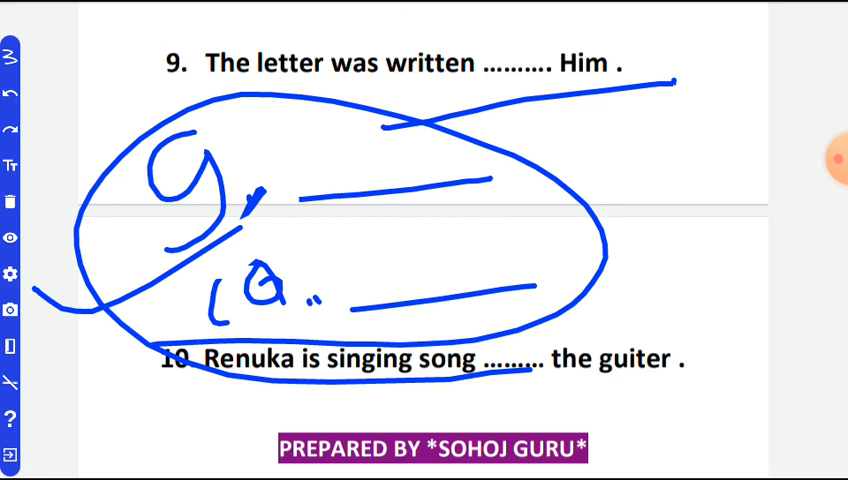 9. The letter was written .......... Him .
9.
10..
10. Renuka is singing song ......... the guiter .
PREPARED BY *SOHOJ GURU*